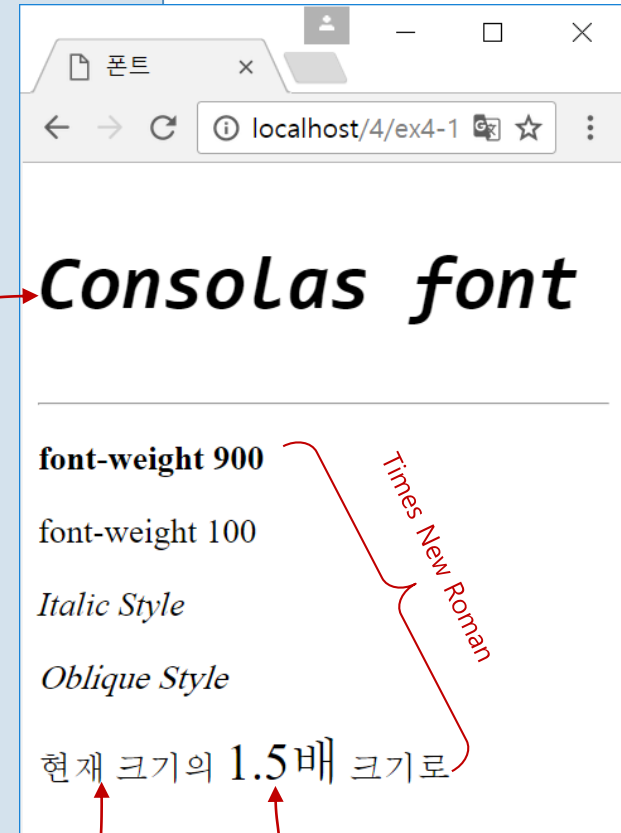 폰트
localhost/4/ex4-1
Consolas font
font-weight 900
Times New Roman
font-weight 100
Italic Style
Oblique Style
현재 크기의 1.5배 크기로